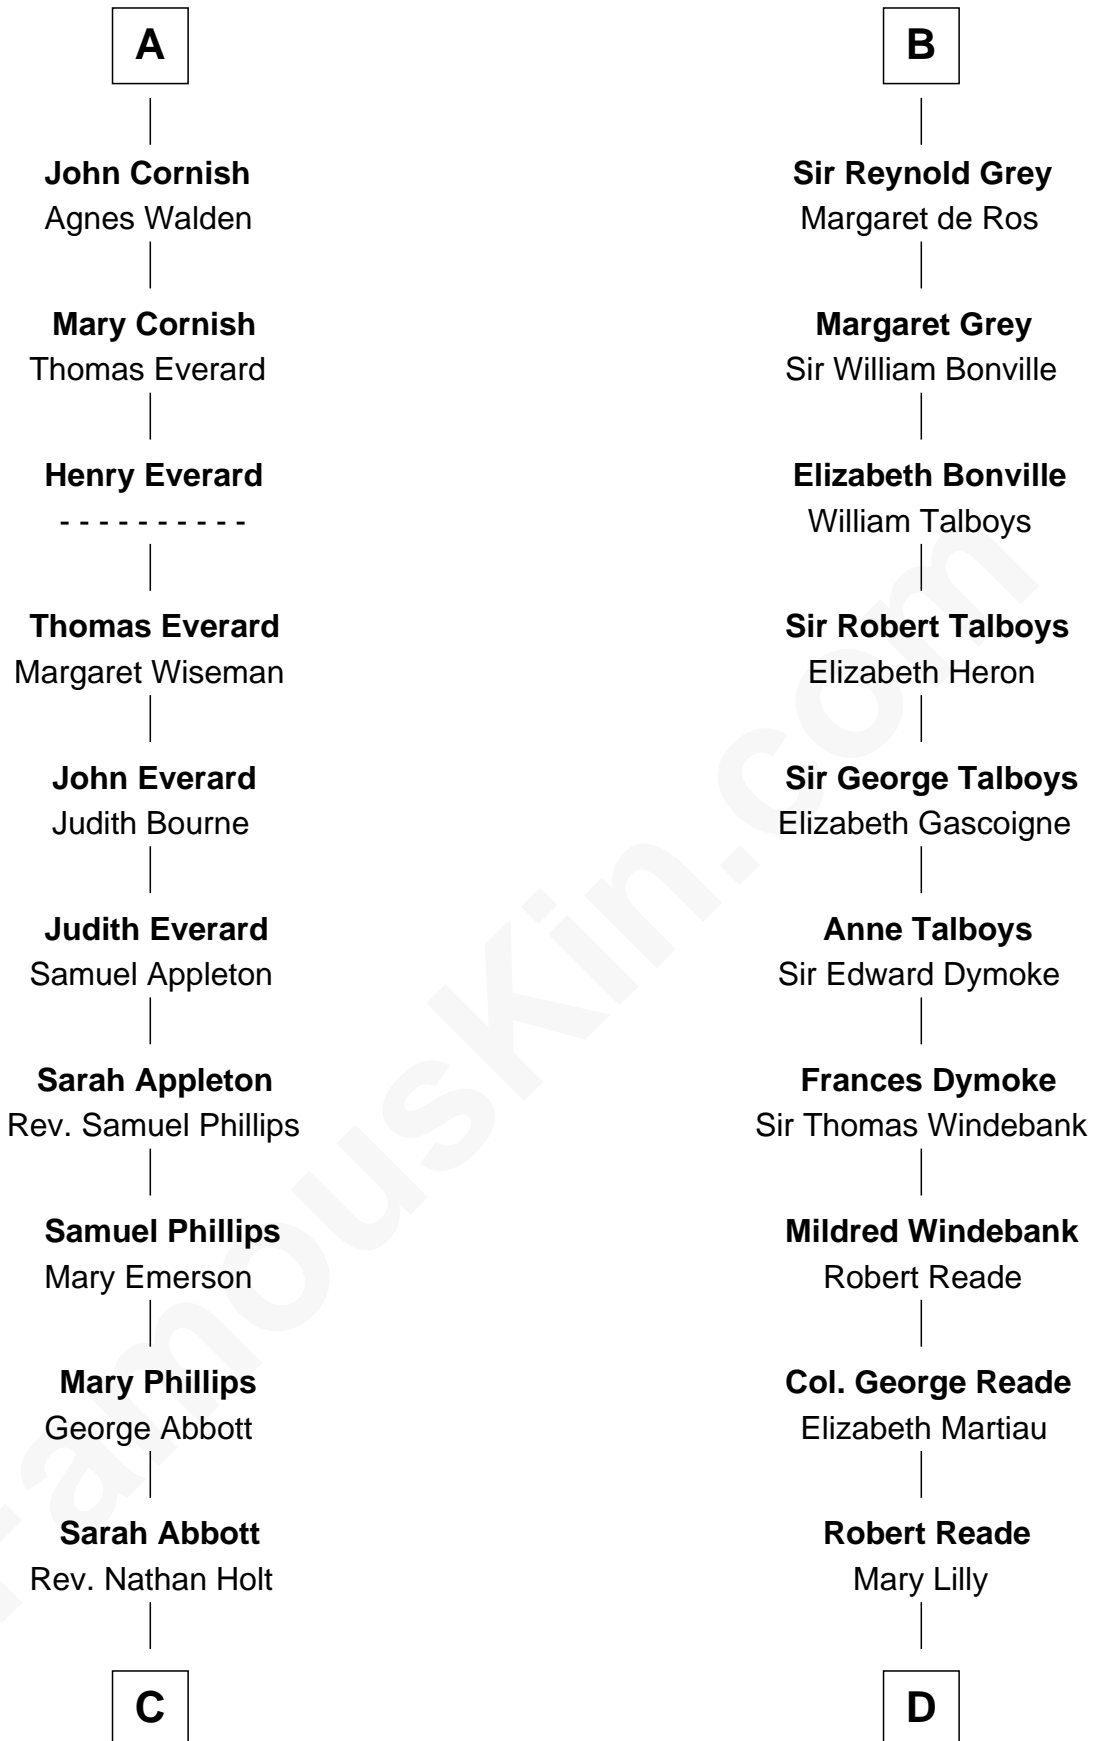 A
John Cornish
Agnes Walden
Mary Cornish
Thomas Everard
Henry Everard
- - - - - - - - - -
Thomas Everard
Margaret Wiseman
John Everard
Judith Bourne
Judith Everard
Samuel Appleton
Sarah Appleton
Rev. Samuel Phillips
Samuel Phillips
Mary Emerson
Mary Phillips
George Abbott
Sarah Abbott
Rev. Nathan Holt
C
B
Sir Reynold Grey
Margaret de Ros
Margaret Grey
Sir William Bonville
Elizabeth Bonville
William Talboys
Sir Robert Talboys
Elizabeth Heron
Sir George Talboys
Elizabeth Gascoigne
Anne Talboys
Sir Edward Dymoke
Frances Dymoke
Sir Thomas Windebank
Mildred Windebank
Robert Reade
Col. George Reade
Elizabeth Martiau
Robert Reade
Mary Lilly
D
FamousKin.com